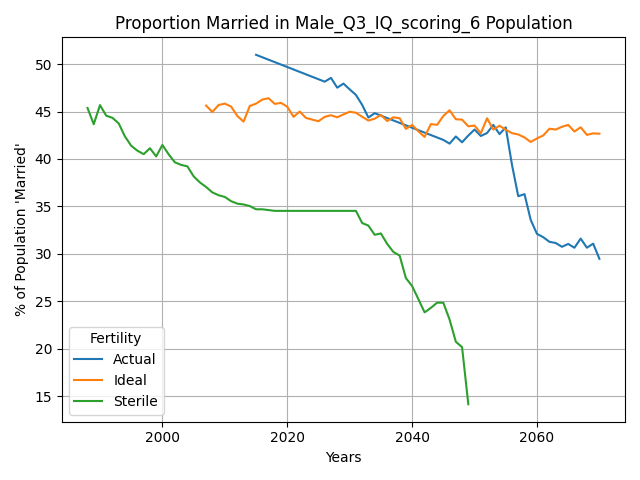 Proportion Married in Male_Q3_IQ_scoring_6 Population
% of Population 'Married'
50
45
40
35
30
25
20
15
Fertility
Actual
Ideal
Sterile
2000 2020 2040 2060
Years